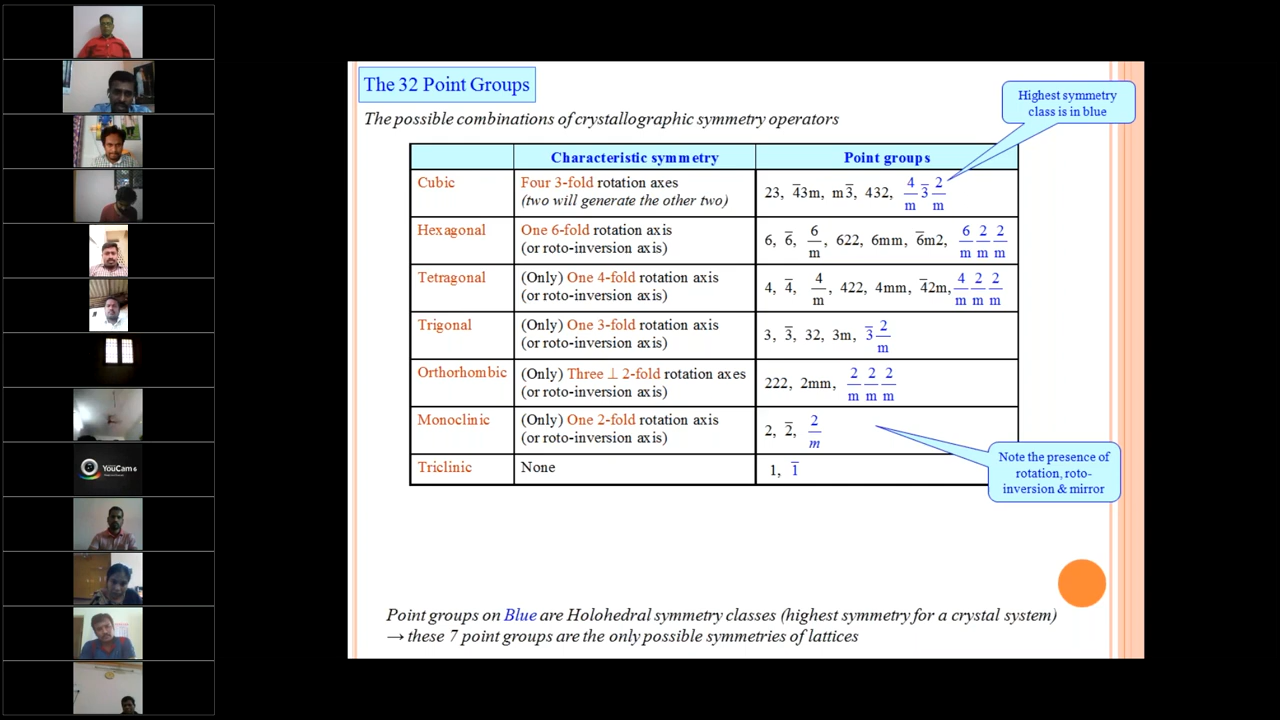 The 32 Point Groups
Highest symmetry
class is in blue
The possible combinations of crystallographic symmetry operators
Characteristic symmetry Point groups
Cubic Four 3-fold rotation axes
(two will generate the other two) 23, 4̅3m, m3̅, 432, 4/m 3̅ 2/m
Hexagonal One 6-fold rotation axis
(or roto-inversion axis) 6, 6̅, 6/m, 622, 6mm, 6̅m2, 6/m 2/m 2/m
Tetragonal (Only) One 4-fold rotation axis
(or roto-inversion axis) 4, 4̅, 4/m, 422, 4mm, 4̅2m, 4/m 2/m 2/m
Trigonal (Only) One 3-fold rotation axis
(or roto-inversion axis) 3, 3̅, 32, 3m, 3̅ 2/m
Orthorhombic (Only) Three ⊥ 2-fold rotation axes
(or roto-inversion axis) 222, 2mm, 2/m 2/m 2/m
Monoclinic (Only) One 2-fold rotation axis
(or roto-inversion axis) 2, 2̅, 2/m
Triclinic None 1, 1̅
Note the presence of
rotation, roto-
inversion & mirror
Point groups on Blue are Holohedral symmetry classes (highest symmetry for a crystal system)
→ these 7 point groups are the only possible symmetries of lattices
YouCam 6